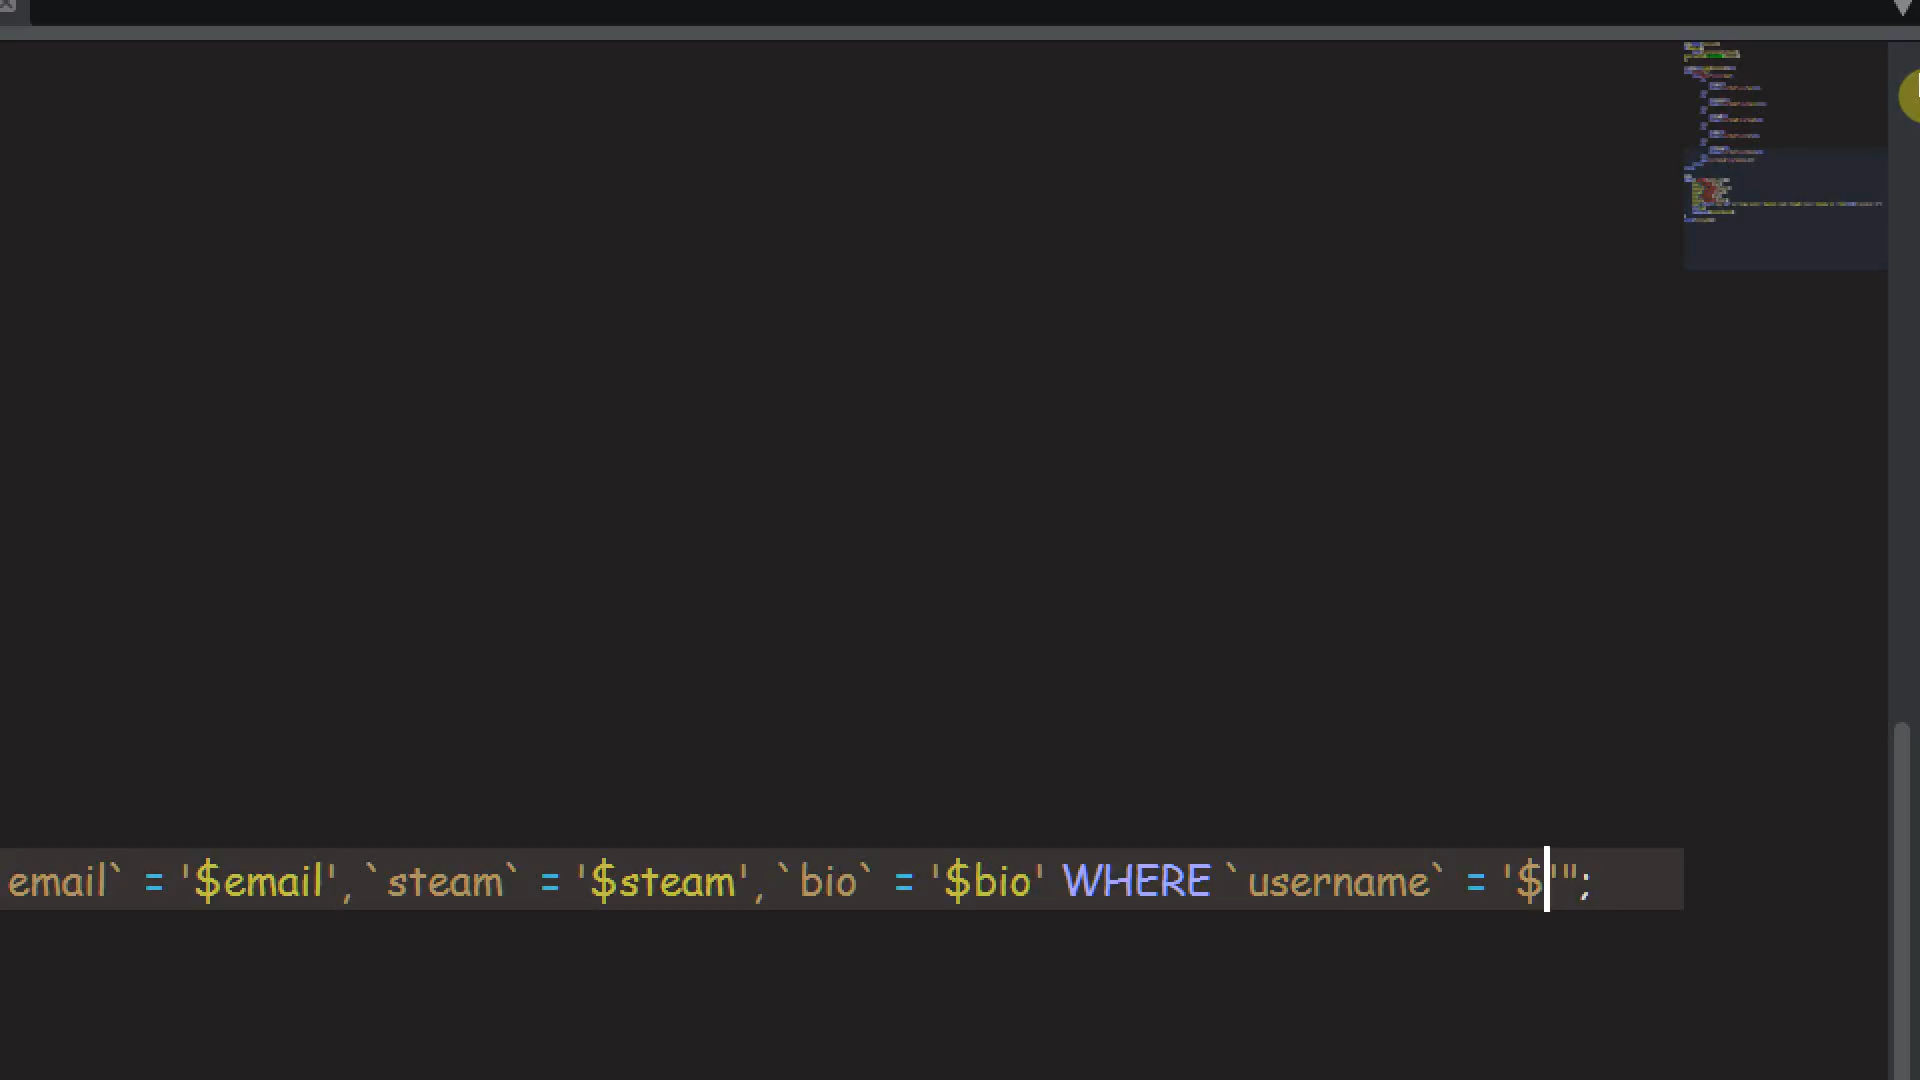 email` = '$email', `steam` = '$steam', `bio` = '$bio' WHERE `username` = '$'";